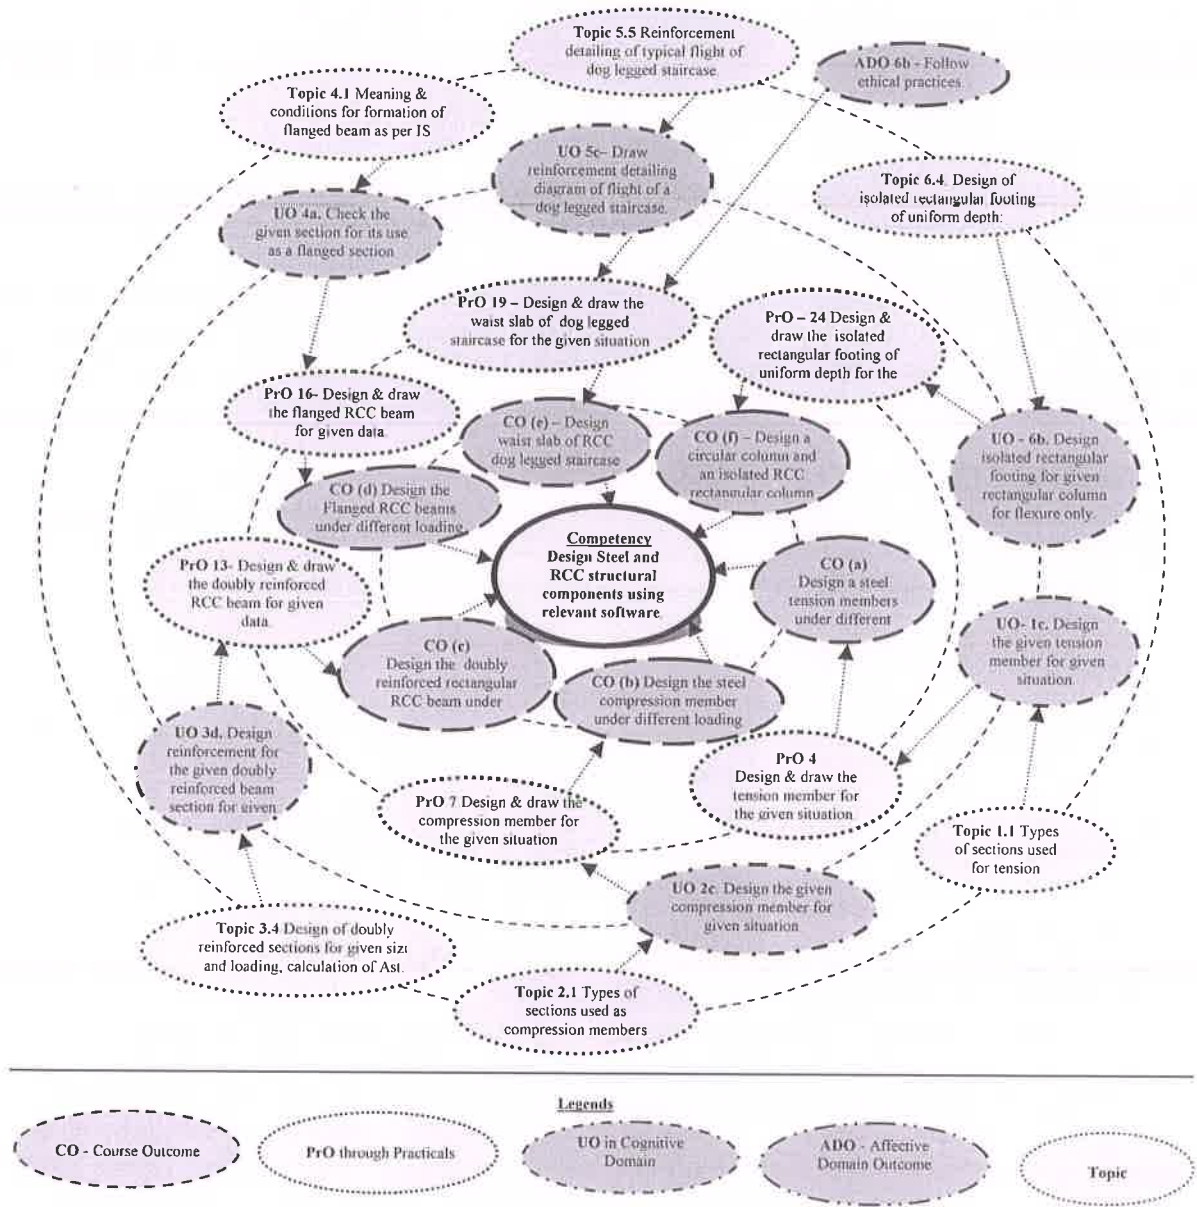 Topic 5.5 Reinforcement
detailing of typical flight of
dog legged staircase.
ADO 6b - Follow
ethical practices.
Topic 4.1 Meaning &
conditions for formation of
flanged beam as per IS
UO 5c– Draw
reinforcement detailing
diagram of flight of a
dog legged staircase.
Topic 6.4. Design of
isolated rectangular footing
of uniform depth:
UO 4a. Check the
given section for its use
as a flanged section
PrO 19 – Design & draw the
waist slab of dog legged
staircase for the given situation
PrO – 24 Design &
draw the isolated
rectangular footing of
uniform depth for the
PrO 16- Design & draw
the flanged RCC beam
for given data.
CO (e) – Design
waist slab of RCC
dog legged staircase
CO (f) – Design a
circular column and
an isolated RCC
rectangular column
UO - 6b. Design
isolated rectangular
footing for given
rectangular column
for flexure only.
CO (d) Design the
Flanged RCC beams
under different loading
Competency
Design Steel and
RCC structural
components using
relevant software.
PrO 13- Design & draw
the doubly reinforced
RCC beam for given
data.
CO (a)
Design a steel
tension members
under different
UO- 1c. Design
the given tension
member for given
situation.
CO (c)
Design the doubly
reinforced rectangular
RCC beam under
CO (b) Design the steel
compression member
under different loading
UO 3d. Design
reinforcement for
the given doubly
reinforced beam
section for given
PrO 4
Design & draw the
tension member for
the given situation.
PrO 7 Design & draw the
compression member for
the given situation
Topic 1.1 Types
of sections used
for tension
UO 2c. Design the given
compression member for
given situation
Topic 3.4 Design of doubly
reinforced sections for given size
and loading, calculation of Ast.
Topic 2.1 Types of
sections used as
compression members
Legends
CO - Course Outcome
PrO through Practicals
UO in Cognitive
Domain
ADO - Affective
Domain Outcome
Topic